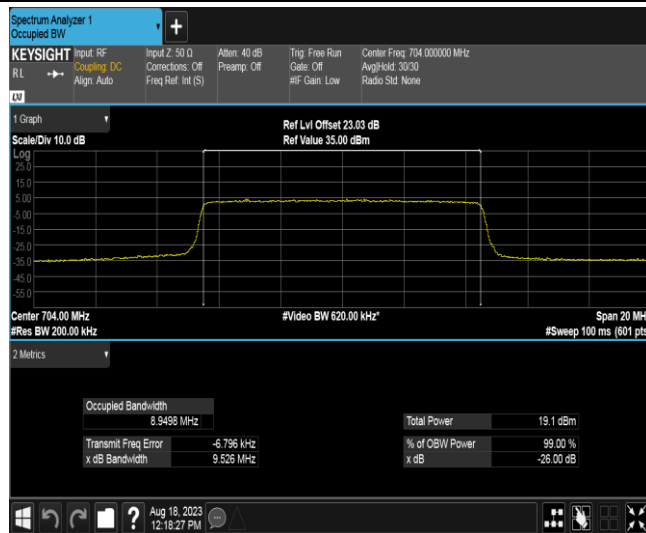 Spectrum Analyzer 1
Occupied BW
KEYSIGHT
RL
Input: RF
Coupling: DC
Align: Auto
Input Z: 50 Ω
Corrections: Off
Freq Ref: Int (S)
Atten: 40 dB
Preamp: Off
Trig: Free Run
Gate: Off
#IF Gain: Low
Center Freq: 704.000000 MHz
Avg|Hold: 30/30
Radio Std: None
1 Graph
Scale/Div 10.0 dB
Ref Lvl Offset 23.03 dB
Ref Value 35.00 dBm
Log
25.0
15.0
5.00
-5.00
-15.0
-25.0
-35.0
-45.0
-55.0
Center 704.00 MHz
#Video BW 620.00 kHz*
Span 20 MH
#Res BW 200.00 kHz
#Sweep 100 ms (601 pts
2 Metrics
Occupied Bandwidth
8.9498 MHz
Total Power 19.1 dBm
Transmit Freq Error -6.796 kHz
% of OBW Power 99.00 %
x dB Bandwidth 9.526 MHz
x dB -26.00 dB
?
Aug 18, 2023
12:18:27 PM